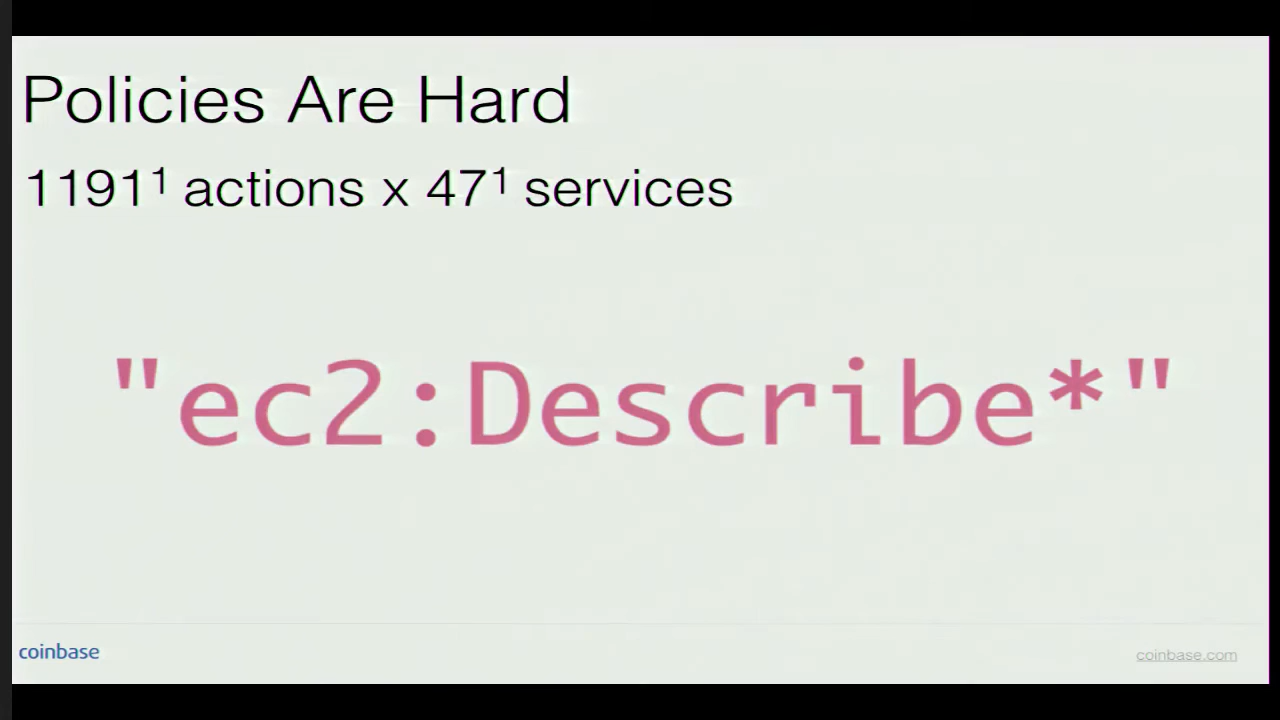 Policies Are Hard
1191¹ actions x 47¹ services
"ec2:Describe*"
coinbase
coinbase.com